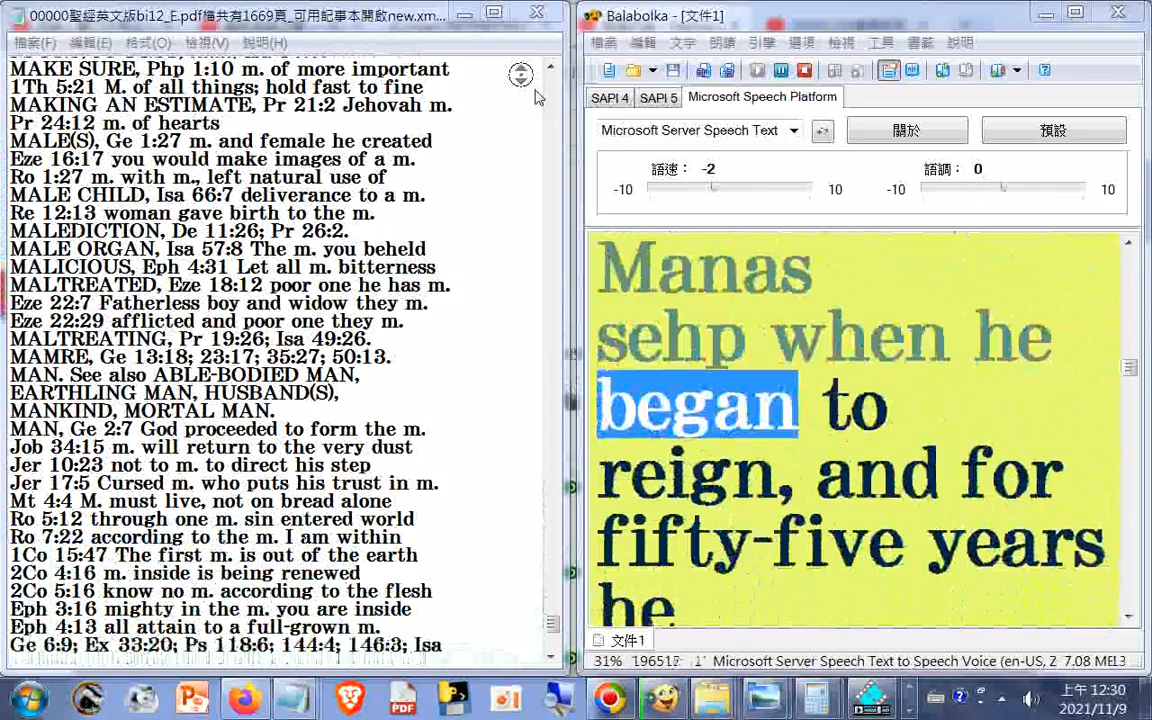 00000聖經英文版bi12_E.pdf檔共有1669頁_可用記事本開啟new.xm...
檔案(F) 編輯(E) 格式(O) 檢視(V) 說明(H)
MAKE SURE, Php 1:10 m. of more important
1Th 5:21 M. of all things; hold fast to fine
MAKING AN ESTIMATE, Pr 21:2 Jehovah m.
Pr 24:12 m. of hearts
MALE(S), Ge 1:27 m. and female he created
Eze 16:17 you would make images of a m.
Ro 1:27 m. with m., left natural use of
MALE CHILD, Isa 66:7 deliverance to a m.
Re 12:13 woman gave birth to the m.
MALEDICTION, De 11:26; Pr 26:2.
MALE ORGAN, Isa 57:8 The m. you beheld
MALICIOUS, Eph 4:31 Let all m. bitterness
MALTREATED, Eze 18:12 poor one he has m.
Eze 22:7 Fatherless boy and widow they m.
Eze 22:29 afflicted and poor one they m.
MALTREATING, Pr 19:26; Isa 49:26.
MAMRE, Ge 13:18; 23:17; 35:27; 50:13.
MAN. See also ABLE-BODIED MAN,
EARTHLING MAN, HUSBAND(S),
MANKIND, MORTAL MAN.
MAN, Ge 2:7 God proceeded to form the m.
Job 34:15 m. will return to the very dust
Jer 10:23 not to m. to direct his step
Jer 17:5 Cursed m. who puts his trust in m.
Mt 4:4 M. must live, not on bread alone
Ro 5:12 through one m. sin entered world
Ro 7:22 according to the m. I am within
1Co 15:47 The first m. is out of the earth
2Co 4:16 m. inside is being renewed
2Co 5:16 know no m. according to the flesh
Eph 3:16 mighty in the m. you are inside
Eph 4:13 all attain to a full-grown m.
Ge 6:9; Ex 33:20; Ps 118:6; 144:4; 146:3; Isa
Balabolka - [文件1]
檔案 編輯 文字 朗讀 引擎 選項 檢視 工具 書籤 說明
SAPI 4 SAPI 5 Microsoft Speech Platform
Microsoft Server Speech Text 關於 預設
語速： -2 語調： 0
-10 10 -10 10
Manas
sehp when he
began to
reign, and for
fifty-five years
he
文件1
31% Microsoft Server Speech Text to Speech Voice (en-US, Z 7.08 МБ
PDF
上午 12:30
2021/11/9